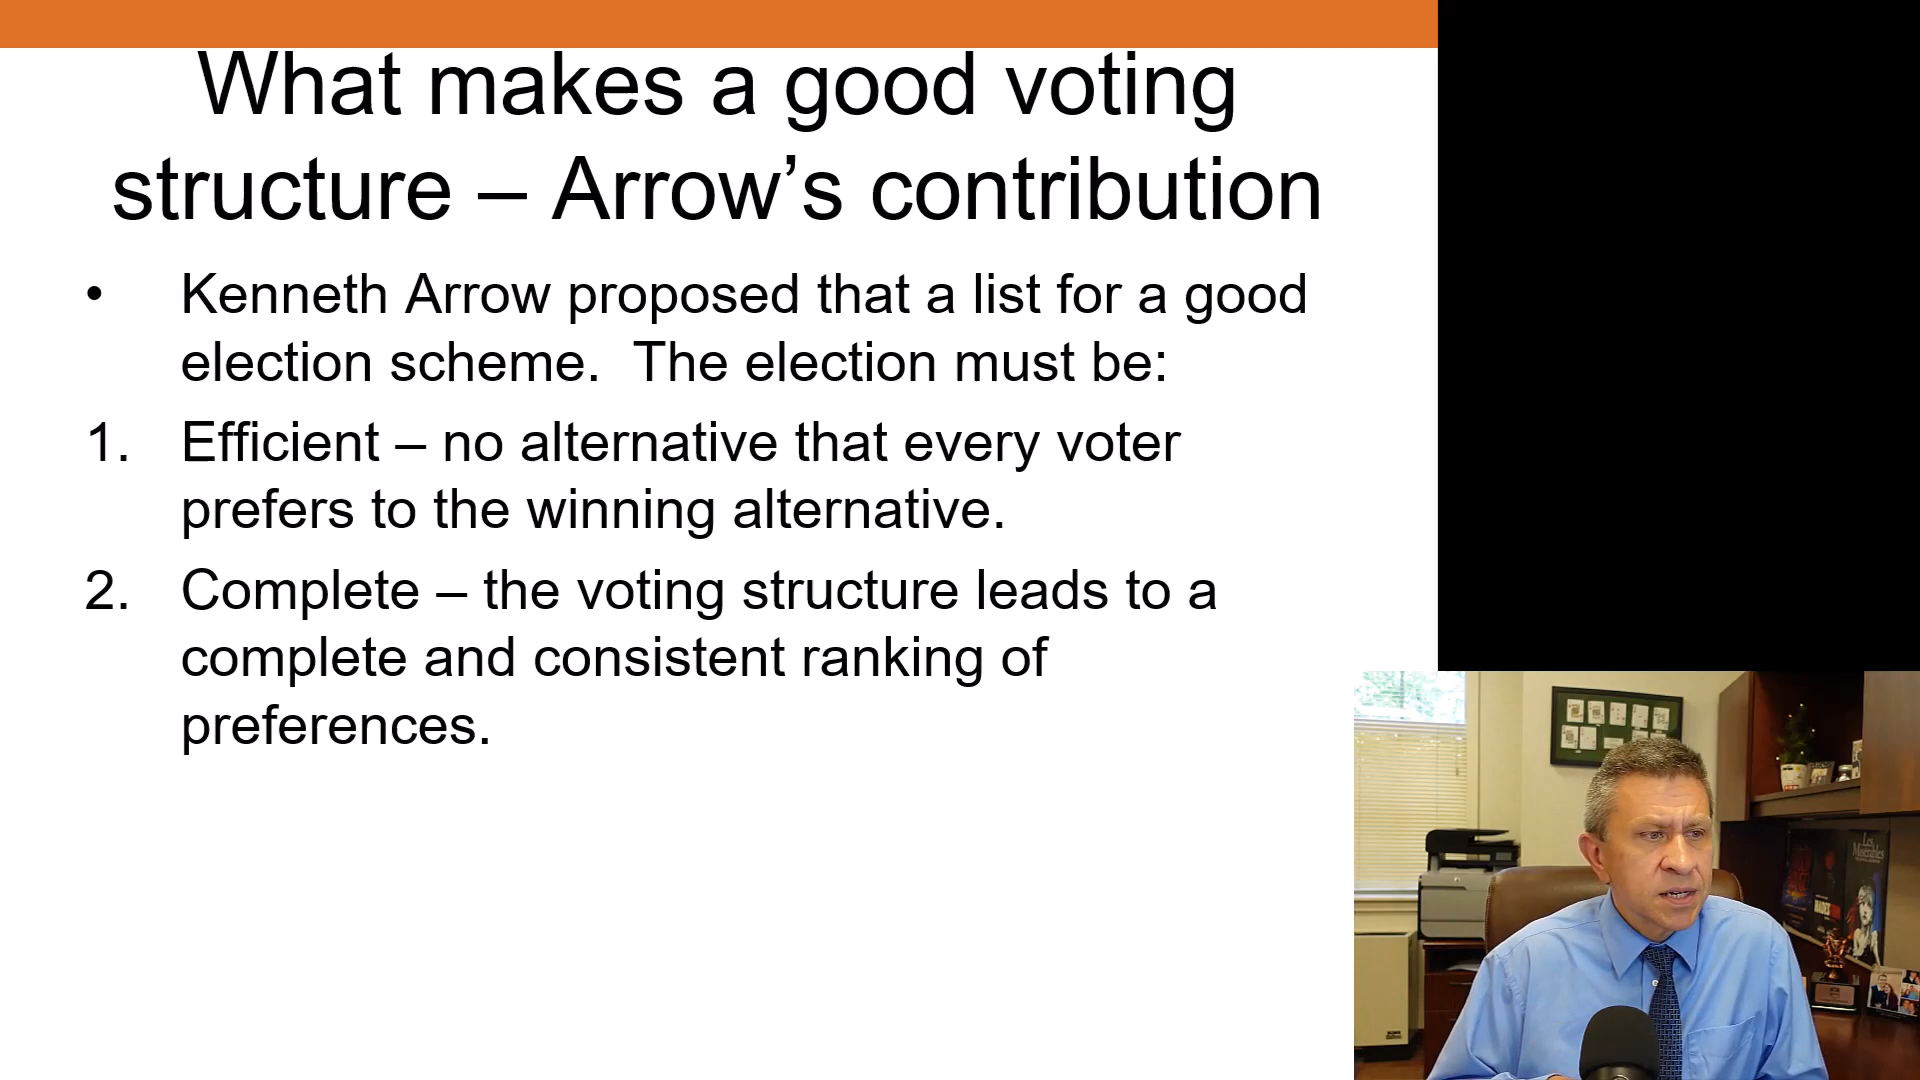 What makes a good voting
structure – Arrow’s contribution
• Kenneth Arrow proposed that a list for a good
election scheme.  The election must be:
1. Efficient – no alternative that every voter
prefers to the winning alternative.
2. Complete – the voting structure leads to a
complete and consistent ranking of
preferences.
Les
Misérables